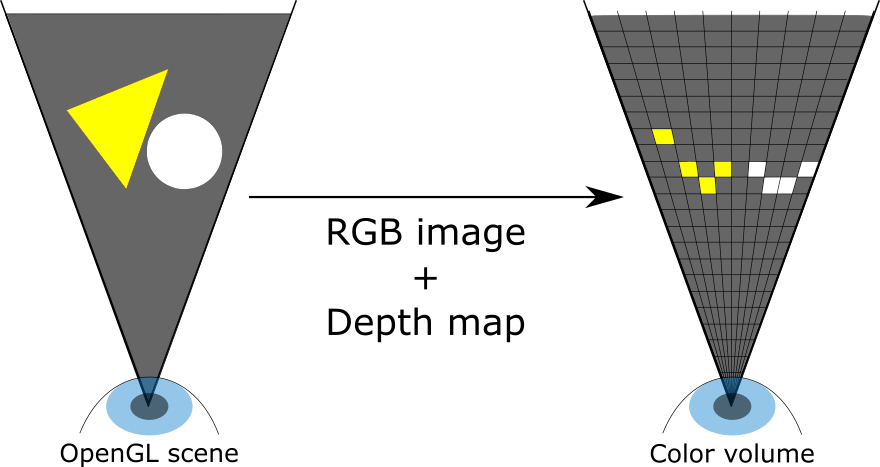 RGB image
+
Depth map
OpenGL scene
Color volume